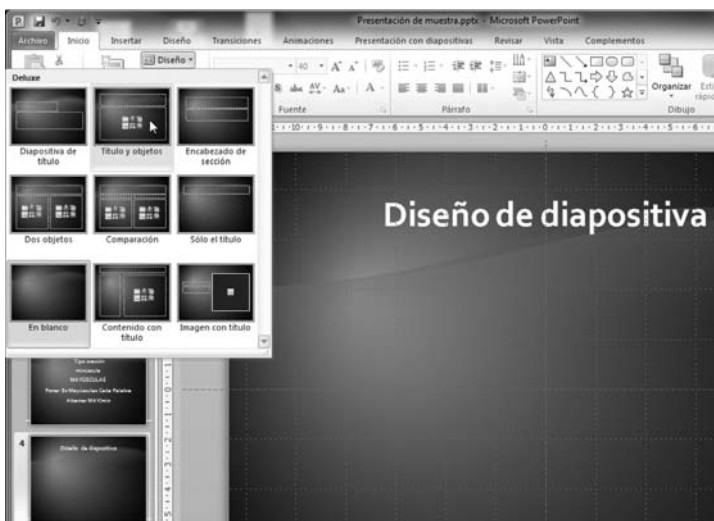 Presentación de muestra.pptx - Microsoft PowerPoint
Archivo Inicio Insertar Diseño Transiciones Animaciones Presentación con diapositivas Revisar Vista Complementos
Diseño
40
Organizar
Fuente Párrafo Dibujo
Deluxe
Diapositiva de título
Título y objetos
Encabezado de sección
Dos objetos
Comparación
Sólo el título
En blanco
Contenido con título
Imagen con título
Diseño de diapositiva
Tipo oración
minúscula
MAYÚSCULAS
Poner En Mayúsculas Cada Palabra
4
Diseño de diapositiva